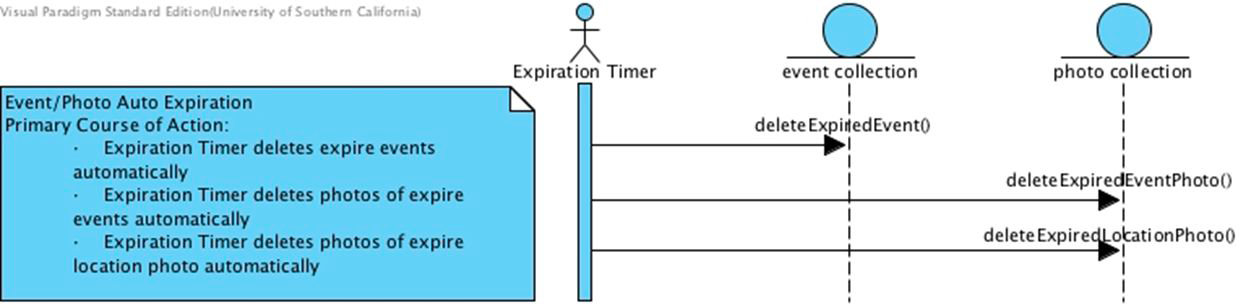 Visual Paradigm Standard Edition(University of Southern California)
Expiration Timer
event collection
photo collection
Event/Photo Auto Expiration
Primary Course of Action:
·    Expiration Timer deletes expire events
automatically
·    Expiration Timer deletes photos of expire
events automatically
·    Expiration Timer deletes photos of expire
location photo automatically
deleteExpiredEvent()
deleteExpiredEventPhoto()
deleteExpiredLocationPhoto()